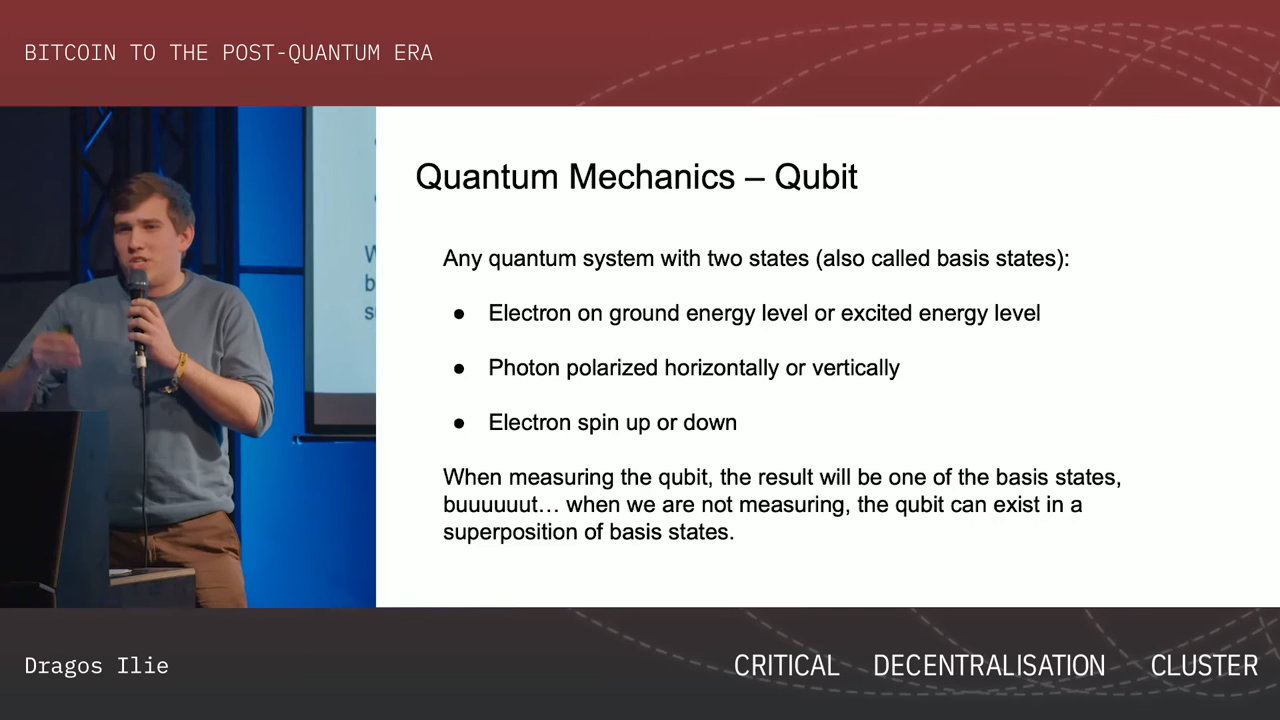 BITCOIN TO THE POST-QUANTUM ERA
Quantum Mechanics – Qubit
Any quantum system with two states (also called basis states):
● Electron on ground energy level or excited energy level
● Photon polarized horizontally or vertically
● Electron spin up or down
When measuring the qubit, the result will be one of the basis states,
buuuuuut… when we are not measuring, the qubit can exist in a
superposition of basis states.
Dragos Ilie
CRITICAL DECENTRALISATION CLUSTER